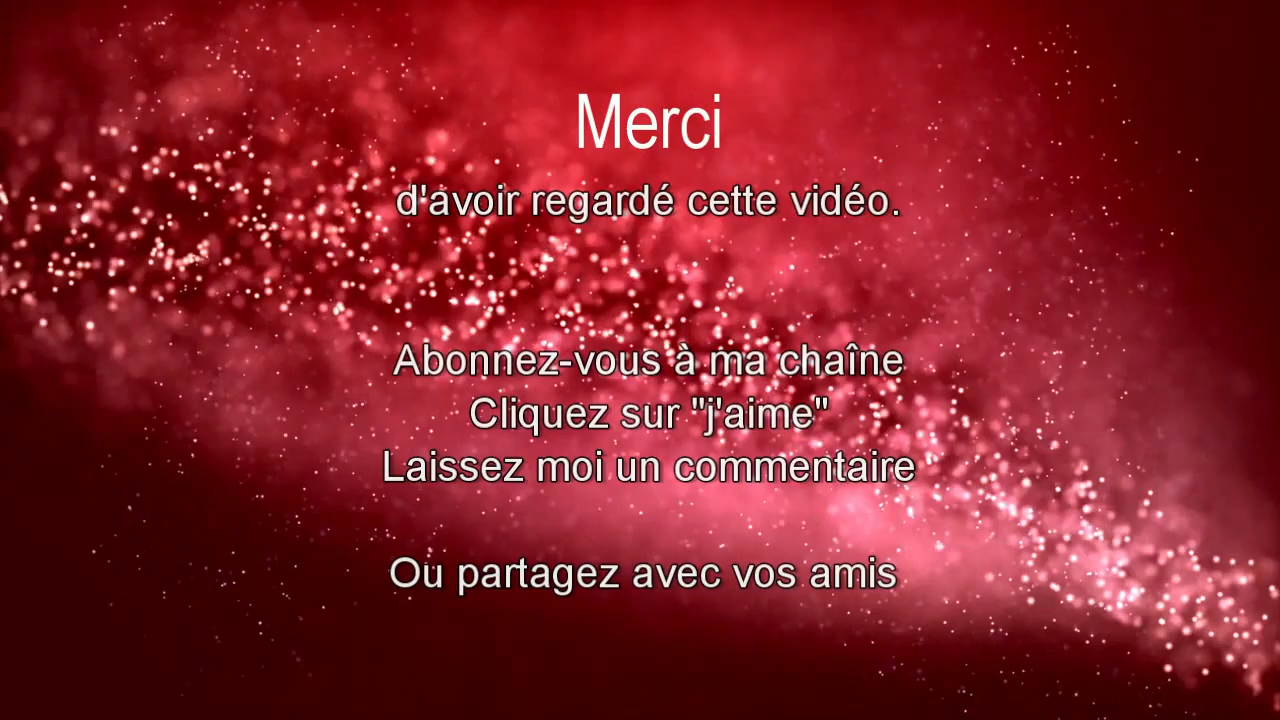 Merci
d'avoir regardé cette vidéo.
Abonnez-vous à ma chaîne
Cliquez sur "j'aime"
Laissez moi un commentaire
Ou partagez avec vos amis